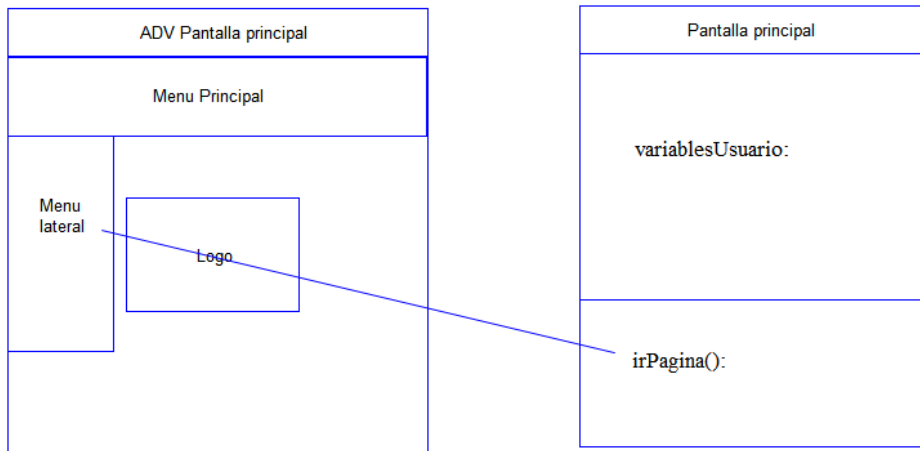 ADV Pantalla principal
Menu Principal
Menu
lateral
Logo
Pantalla principal
variablesUsuario:
irPagina():